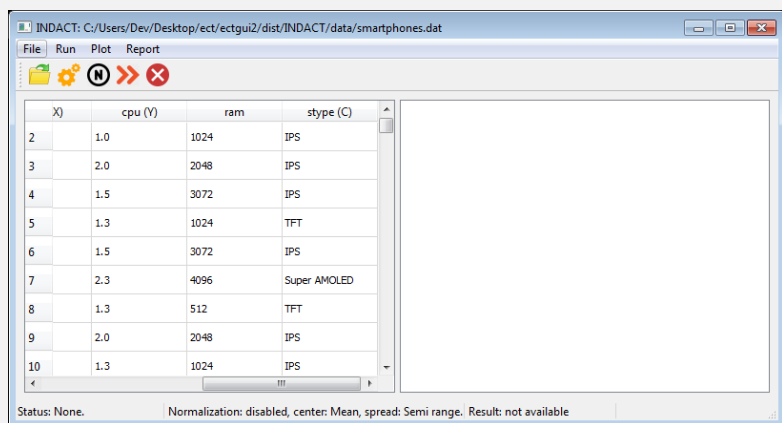 INDACT: C:/Users/Dev/Desktop/ect/ectgui2/dist/INDACT/data/smartphones.dat
File Run Plot Report
N
X) cpu (Y) ram stype (C)
2 1.0 1024 IPS
3 2.0 2048 IPS
4 1.5 3072 IPS
5 1.3 1024 TFT
6 1.5 3072 IPS
7 2.3 4096 Super AMOLED
8 1.3 512 TFT
9 2.0 2048 IPS
10 1.3 1024 IPS
Status: None. Normalization: disabled, center: Mean, spread: Semi range. Result: not available